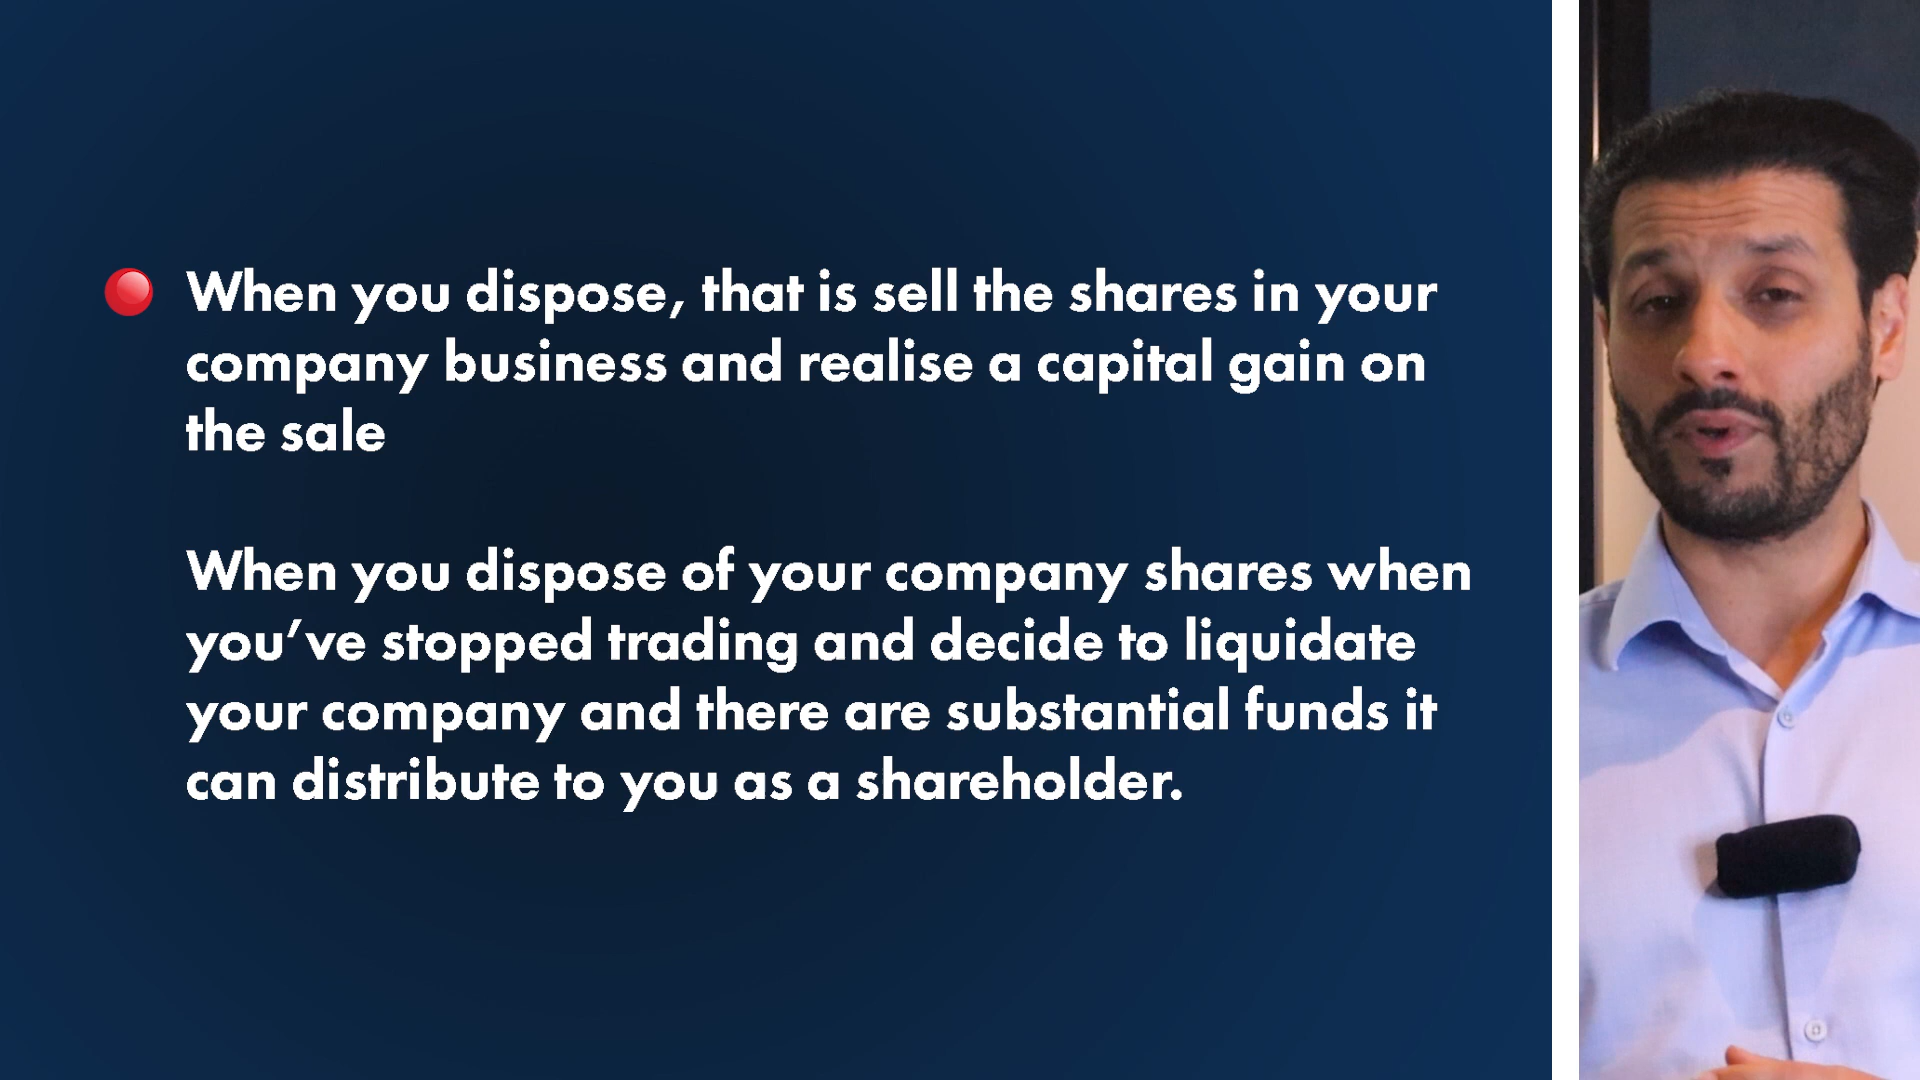 When you dispose, that is sell the shares in your
company business and realise a capital gain on
the sale
When you dispose of your company shares when
you’ve stopped trading and decide to liquidate
your company and there are substantial funds it
can distribute to you as a shareholder.